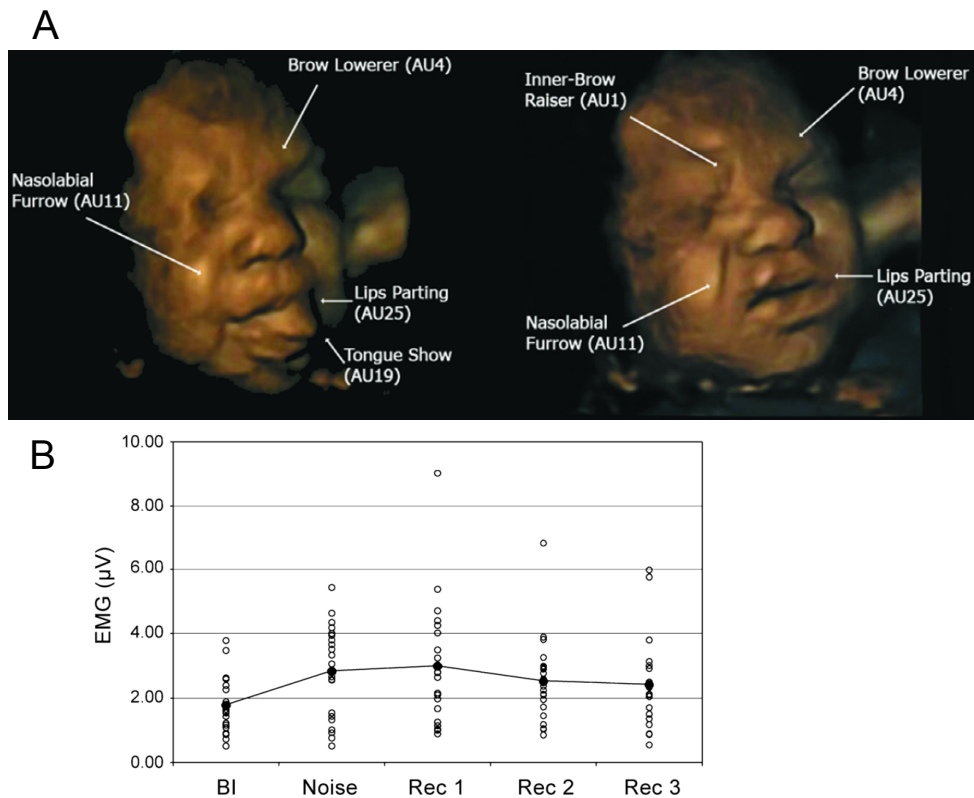 A
Brow Lowerer (AU4)
Nasolabial
Furrow (AU11)
Lips Parting
(AU25)
Tongue Show
(AU19)
Inner-Brow
Raiser (AU1)
Brow Lowerer
(AU4)
Lips Parting
(AU25)
Nasolabial
Furrow (AU11)
B
EMG (µV)
10.00
8.00
6.00
4.00
2.00
0.00
BI
Noise
Rec 1
Rec 2
Rec 3